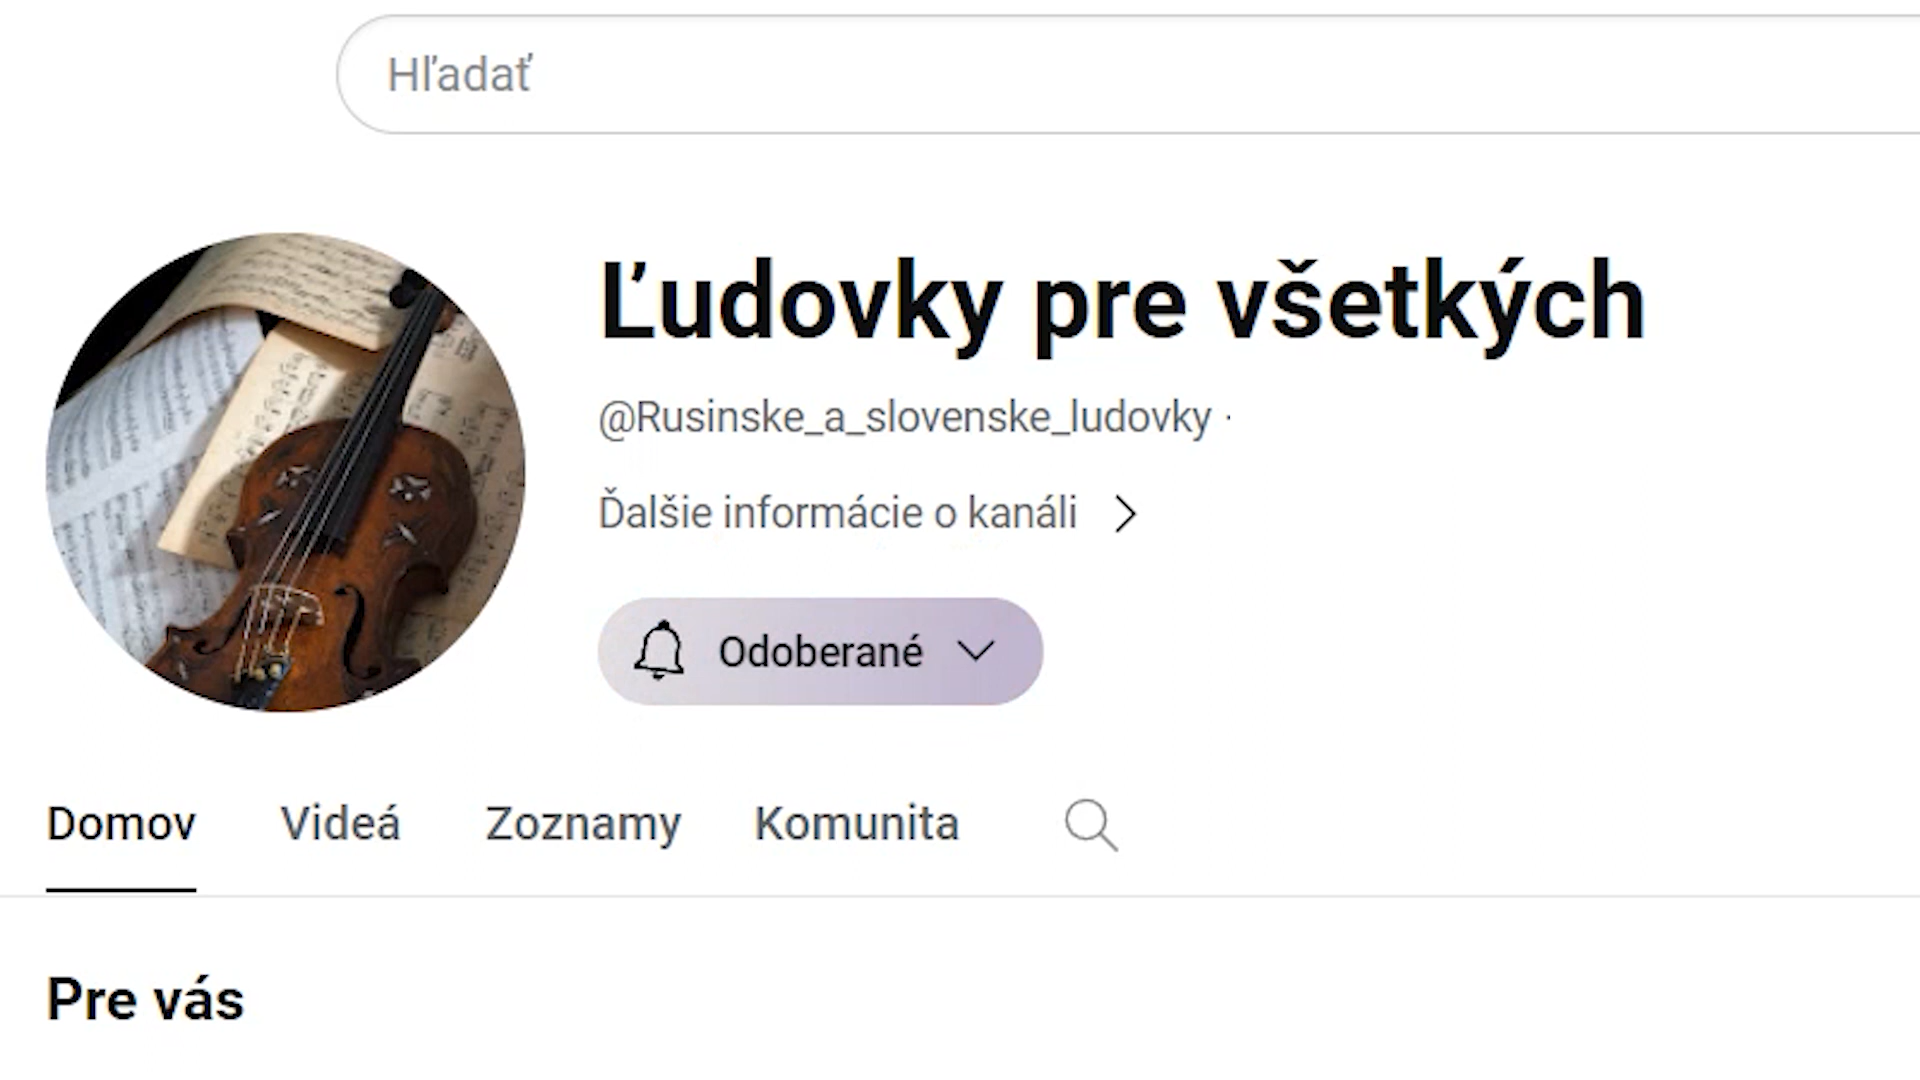 Hľadať
Ľudovky pre všetkých
@Rusinske_a_slovenske_ludovky ·
Ďalšie informácie o kanáli
Odoberané
Domov Videá Zoznamy Komunita
Pre vás